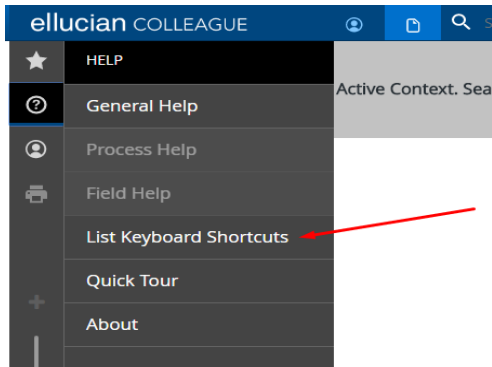 ellucian COLLEAGUE
HELP
General Help
Active Context. Sea
Process Help
Field Help
List Keyboard Shortcuts
Quick Tour
About